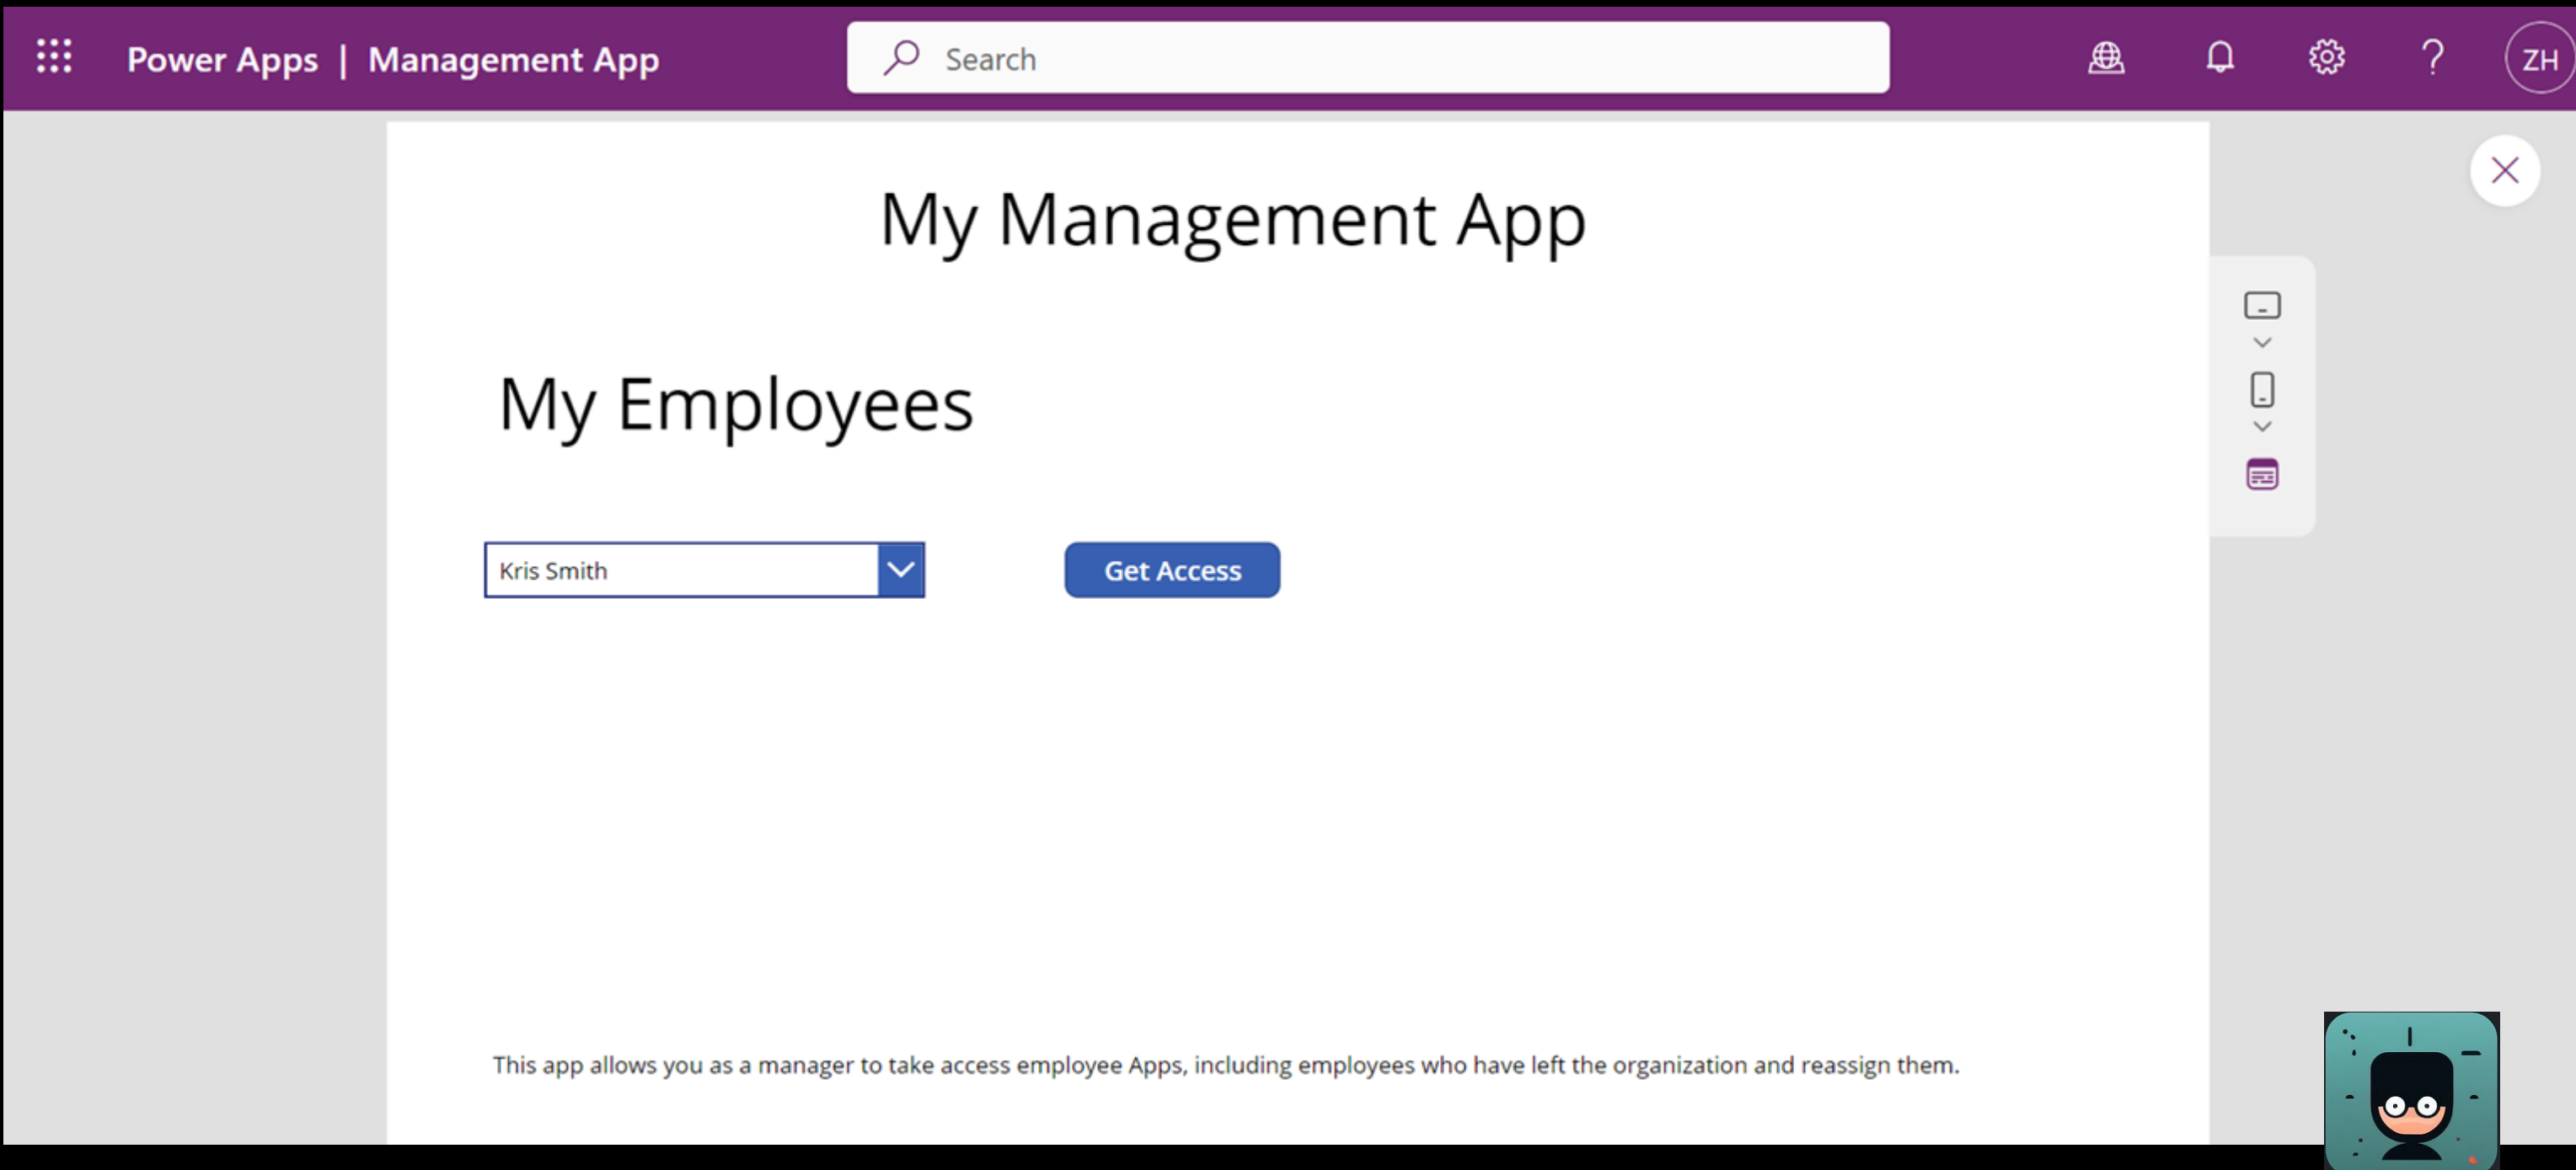 Power Apps | Management App
Search
ZH
My Management App
My Employees
Kris Smith
Get Access
This app allows you as a manager to take access employee Apps, including employees who have left the organization and reassign them.